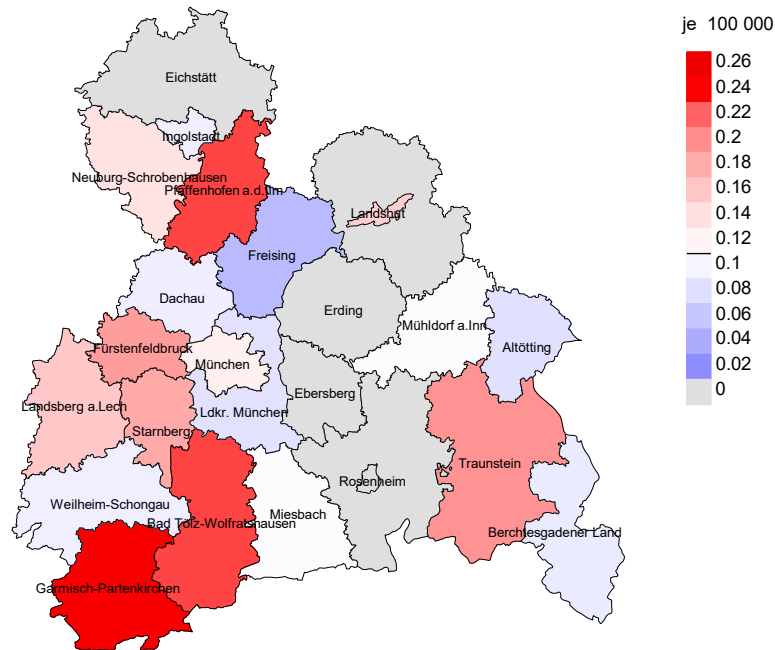 je 100 000
0.26
0.24
0.22
0.2
0.18
0.16
0.14
0.12
0.1
0.08
0.06
0.04
0.02
0
Eichstätt
Ingolstadt
Neuburg-Schrobenhausen
Pfaffenhofen a.d.Ilm
Landshut
Freising
Dachau
Erding
Mühldorf a.Inn
Altötting
Fürstenfeldbruck
München
Ebersberg
Landsberg a.Lech
Ldkr. München
Starnberg
Traunstein
Rosenheim
Weilheim-Schongau
Miesbach
Bad Tölz-Wolfratshausen
Berchtesgadener Land
Garmisch-Partenkirchen